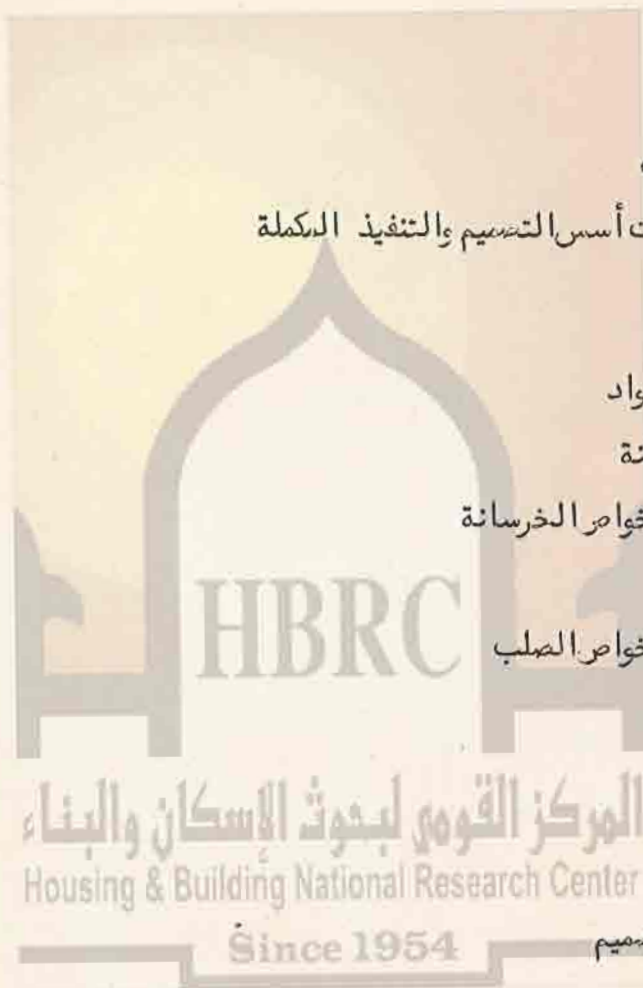 ت أسس التصميم والتنفيذ المكملة
واد
نة
خواص الخرسانة
HBRC
خواص الصلب
المركز القومي لبحوث الإسكان والبناء
Housing & Building National Research Center
Since 1954
صميم